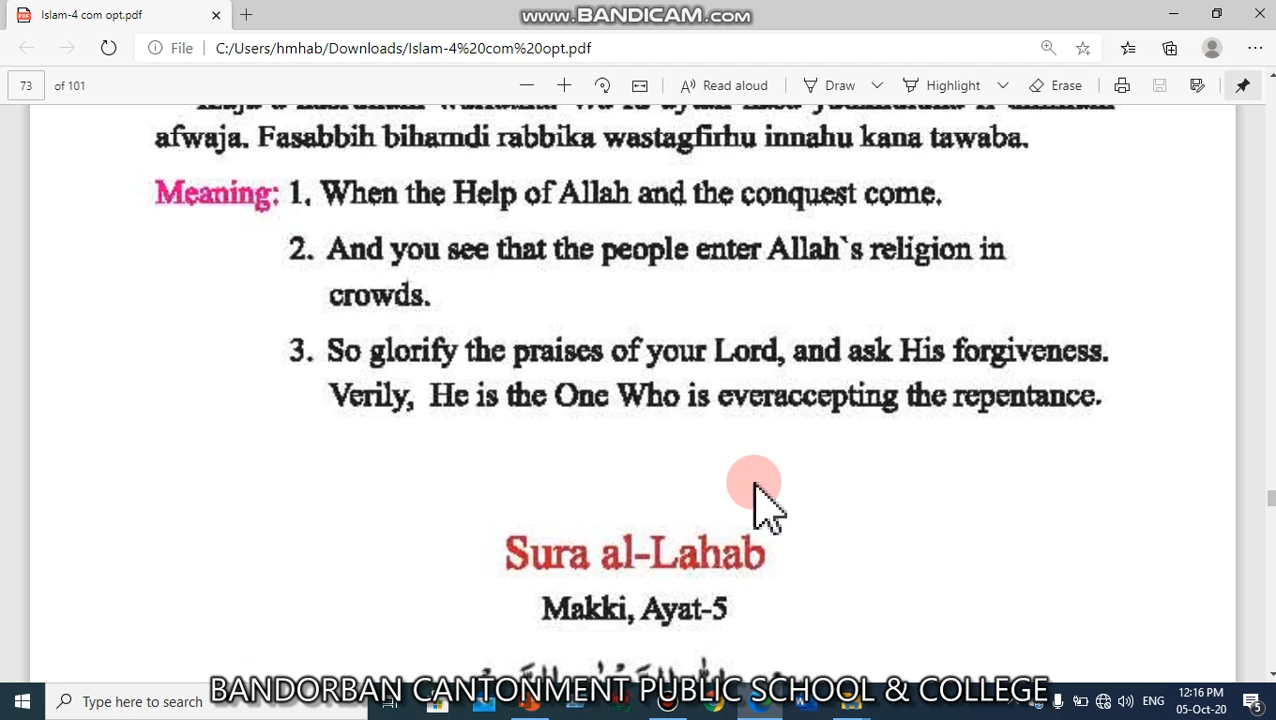 Islam-4 com opt.pdf
www.BANDICAM.com
File C:/Users/hmhab/Downloads/Islam-4%20com%20opt.pdf
73 of 101
Read aloud Draw Highlight Erase
afwaja. Fasabbih bihamdi rabbika wastagfirhu innahu kana tawaba.
Meaning: 1. When the Help of Allah and the conquest come.
2. And you see that the people enter Allah`s religion in
crowds.
3. So glorify the praises of your Lord, and ask His forgiveness.
Verily, He is the One Who is everaccepting the repentance.
Sura al-Lahab
Makki, Ayat-5
BANDORBAN CANTONMENT PUBLIC SCHOOL & COLLEGE
Type here to search
ENG
12:16 PM
05-Oct-20
5